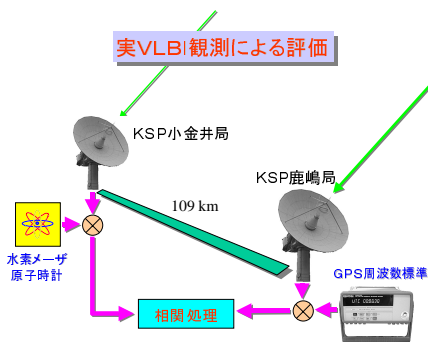 実VLBI観測による評価
KSP小金井局
KSP鹿嶋局
109 km
水素メーザ
原子時計
GPS周波数標準
相関処理